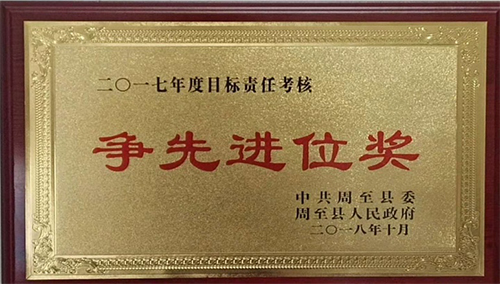 二〇一七年度目标责任考核
争先进位奖
中共周至县委
周至县人民政府
二〇一八年十月